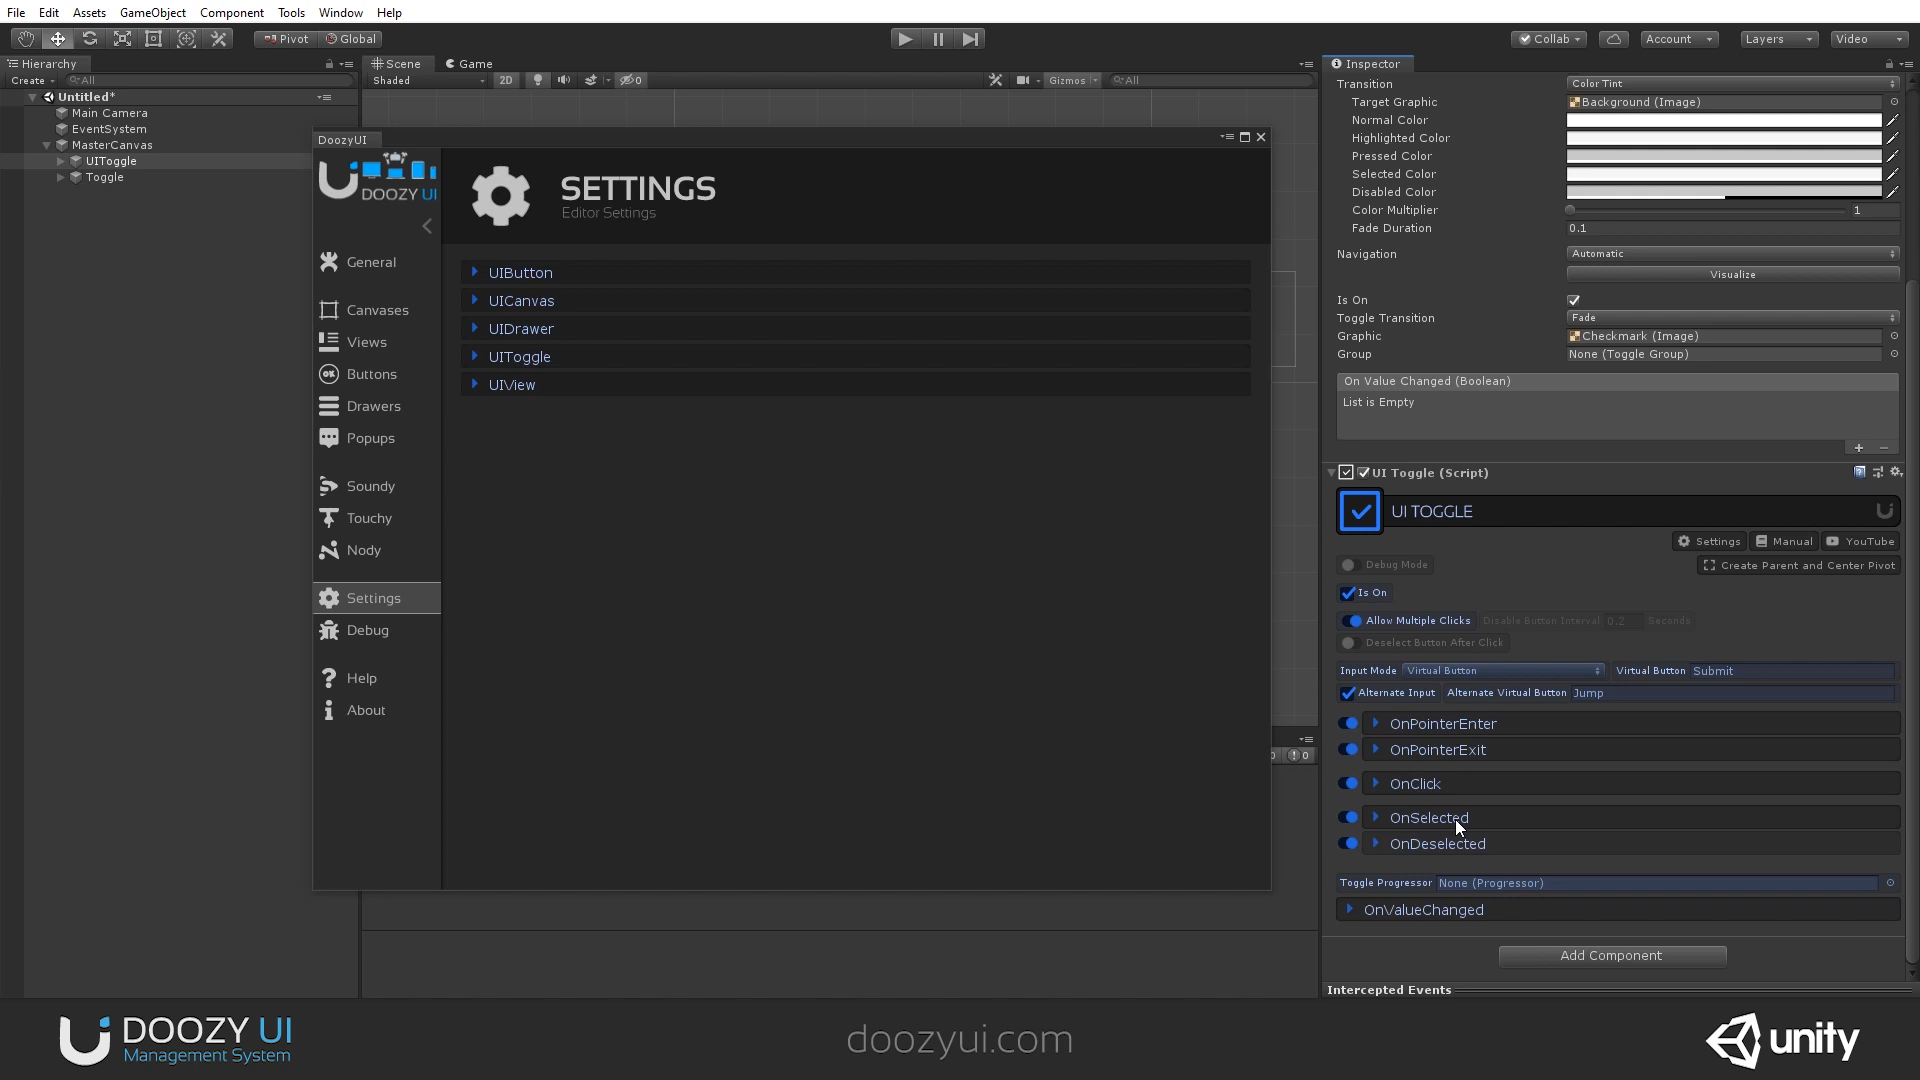 File Edit Assets GameObject Component Tools Window Help
Pivot Global Collab Account Layers Video
Hierarchy
Create All
Untitled*
Main Camera
EventSystem
MasterCanvas
UIToggle
Toggle
Scene Game
Shaded 2D 0 Gizmos All
DoozyUI
DOOZY UI
SETTINGS
Editor Settings
General
Canvases
Views
Buttons
Drawers
Popups
Soundy
Touchy
Nody
Settings
Debug
Help
About
UIButton
UICanvas
UIDrawer
UIToggle
UIView
0
Inspector
Transition Color Tint
Target Graphic Background (Image)
Normal Color
Highlighted Color
Pressed Color
Selected Color
Disabled Color
Color Multiplier 1
Fade Duration 0.1
Navigation Automatic
Visualize
Is On
Toggle Transition Fade
Graphic Checkmark (Image)
Group None (Toggle Group)
On Value Changed (Boolean)
List is Empty
UI Toggle (Script)
UI TOGGLE
Settings Manual YouTube
Debug Mode Create Parent and Center Pivot
Is On
Allow Multiple Clicks Disable Button Interval 0.2 Seconds
Deselect Button After Click
Input Mode Virtual Button Virtual Button Submit
Alternate Input Alternate Virtual Button Jump
OnPointerEnter
OnPointerExit
OnClick
OnSelected
OnDeselected
Toggle Progressor None (Progressor)
OnValueChanged
Add Component
Intercepted Events
DOOZY UI
Management System
doozyui.com
unity